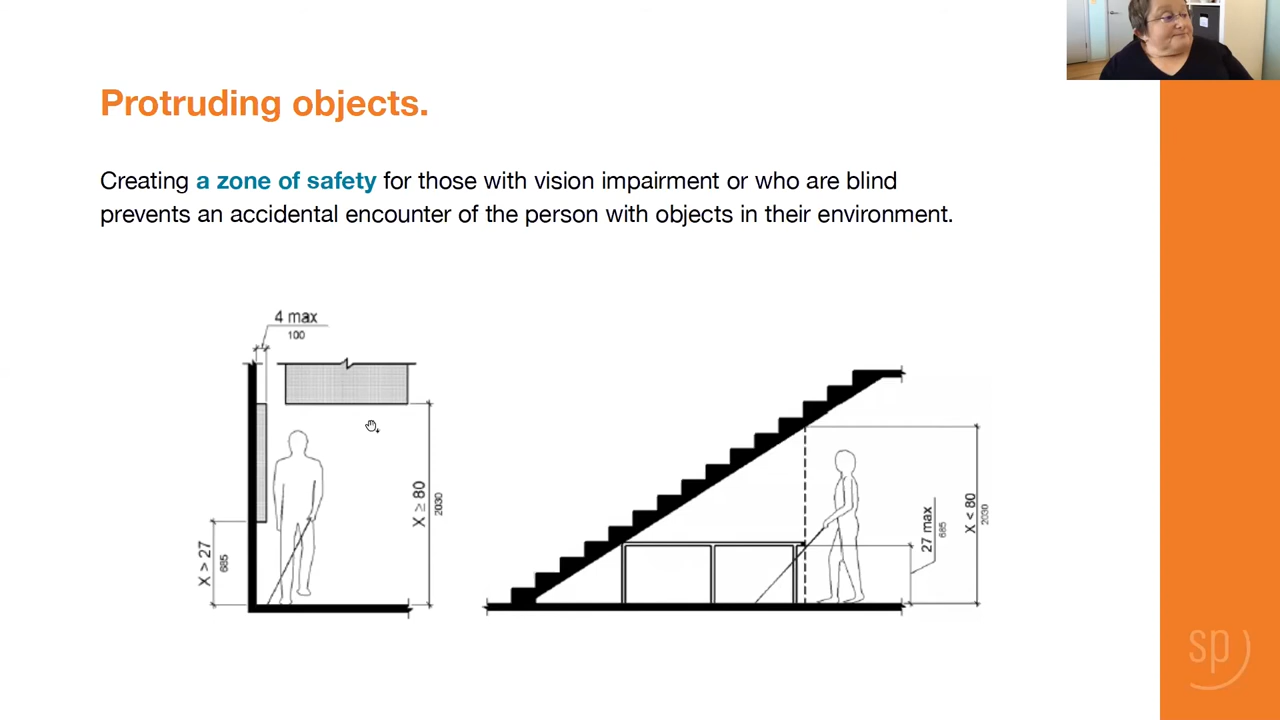 Protruding objects.
Creating a zone of safety for those with vision impairment or who are blind
prevents an accidental encounter of the person with objects in their environment.
4 max
100
X > 27
685
X ≥ 80
2030
27 max
685
X < 80
2030
sp